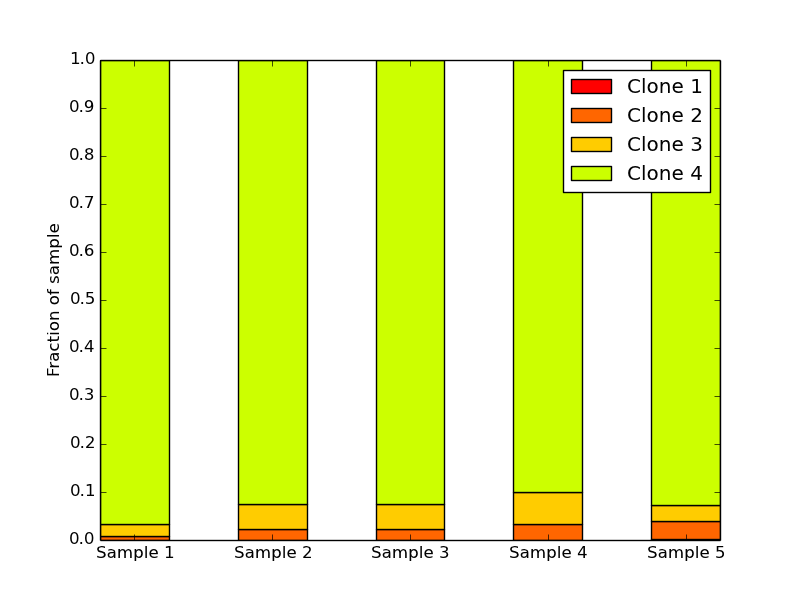 1.0
0.9
0.8
0.7
0.6
0.5
0.4
0.3
0.2
0.1
0.0
Fraction of sample
Clone 1
Clone 2
Clone 3
Clone 4
Sample 1 Sample 2 Sample 3 Sample 4 Sample 5